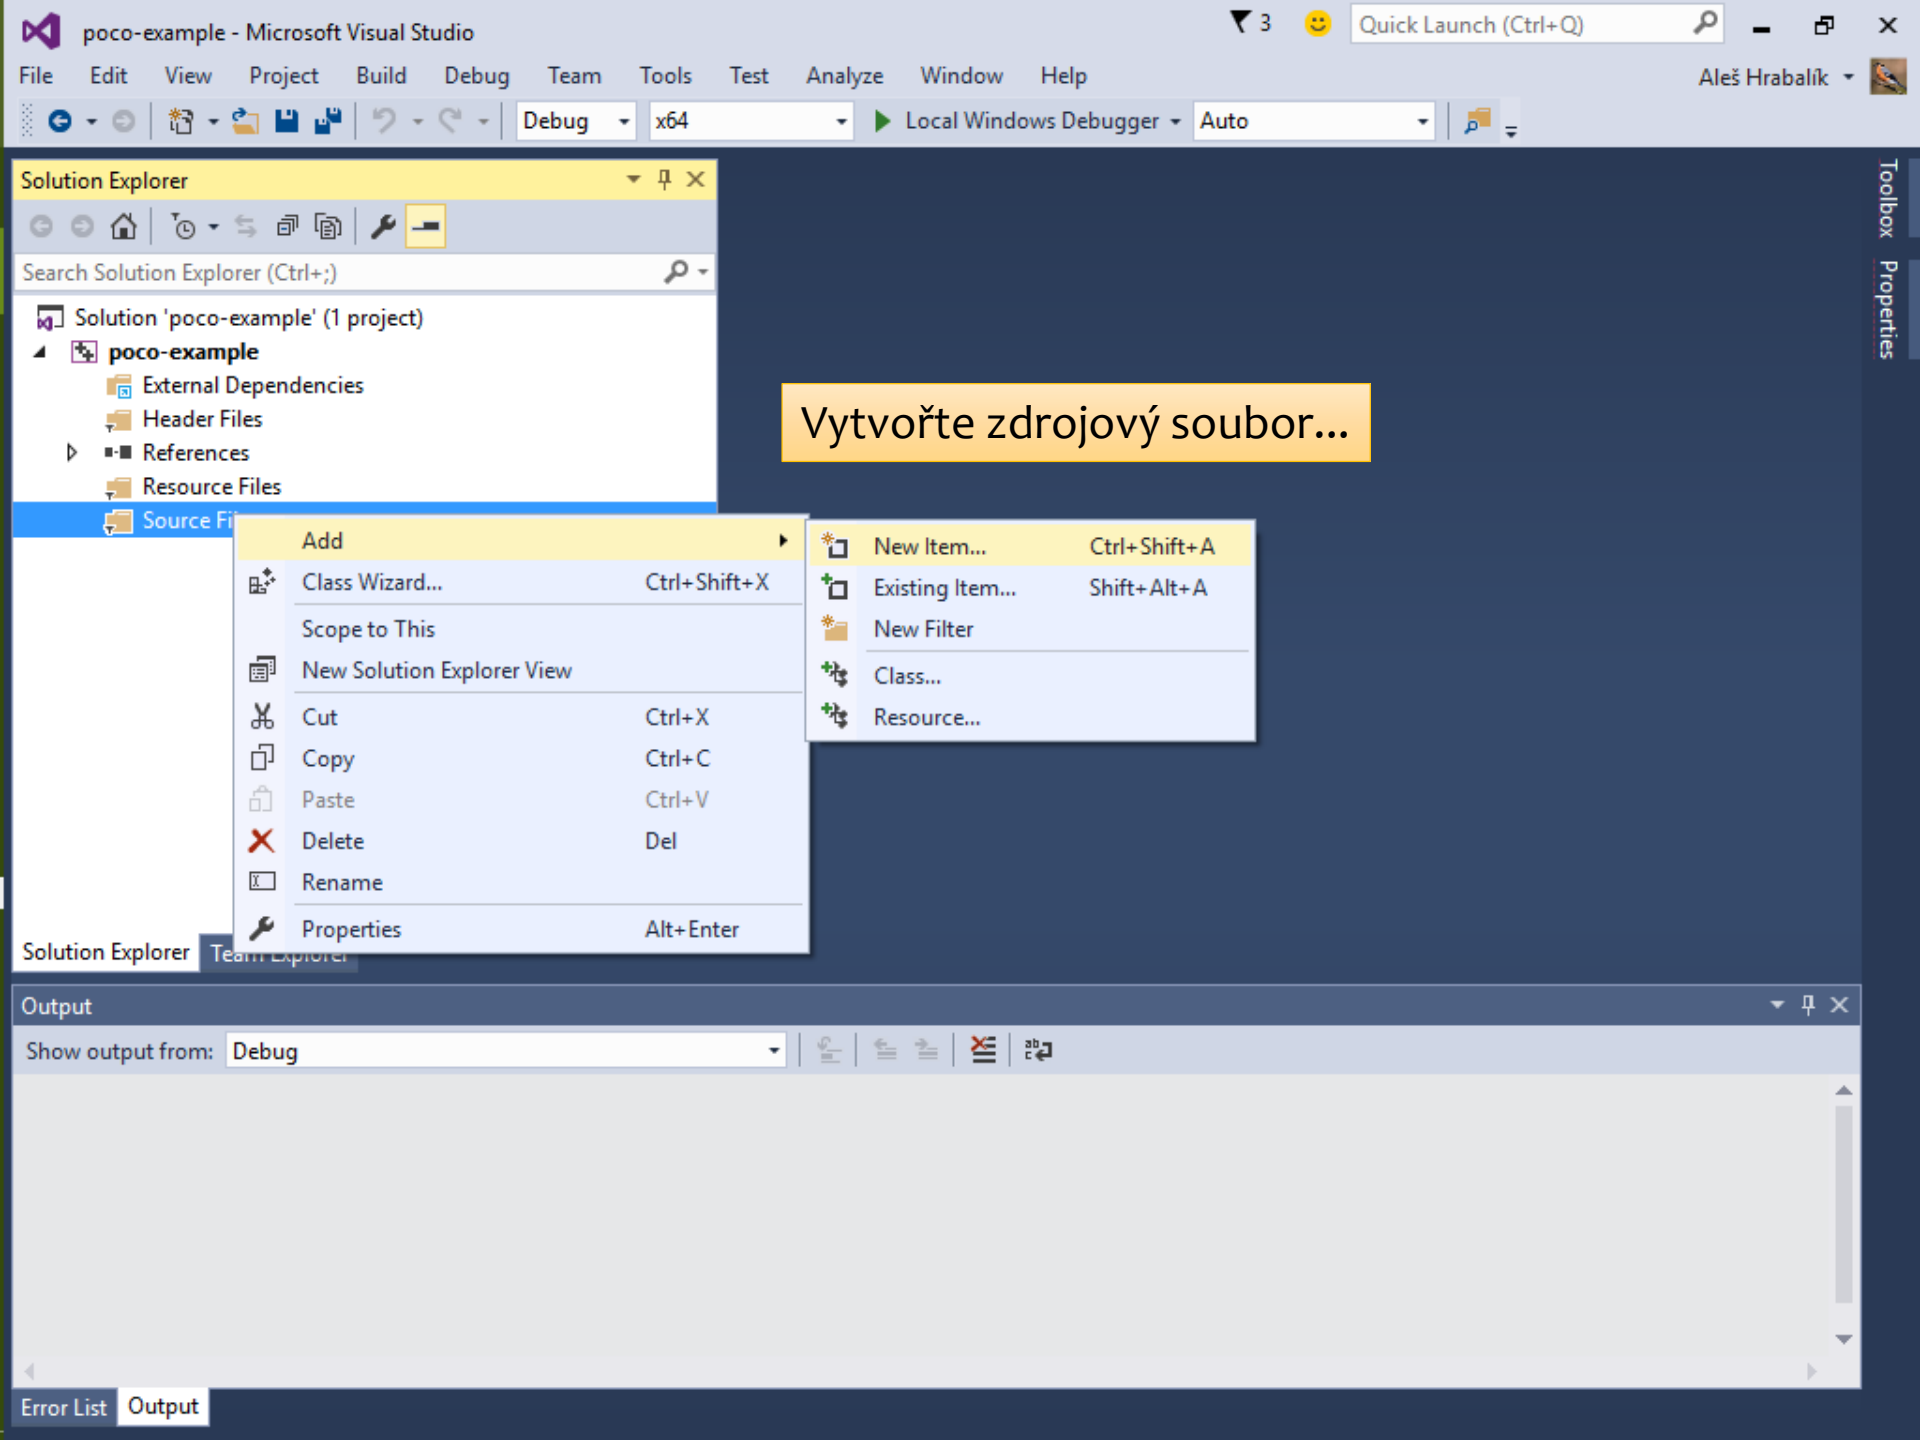 poco-example - Microsoft Visual Studio
3
Quick Launch (Ctrl+Q)
File Edit View Project Build Debug Team Tools Test Analyze Window Help
Aleš Hrabalík
Debug x64 Local Windows Debugger Auto
Solution Explorer
Search Solution Explorer (Ctrl+;)
Solution 'poco-example' (1 project)
poco-example
External Dependencies
Header Files
References
Resource Files
Source
Vytvořte zdrojový soubor...
Add
Class Wizard... Ctrl+Shift+X
Scope to This
New Solution Explorer View
Cut Ctrl+X
Copy Ctrl+C
Paste Ctrl+V
Delete Del
Rename
Properties Alt+Enter
New Item... Ctrl+Shift+A
Existing Item... Shift+Alt+A
New Filter
Class...
Resource...
Solution Explorer Team Explorer
Toolbox
Properties
Output
Show output from: Debug
Error List Output